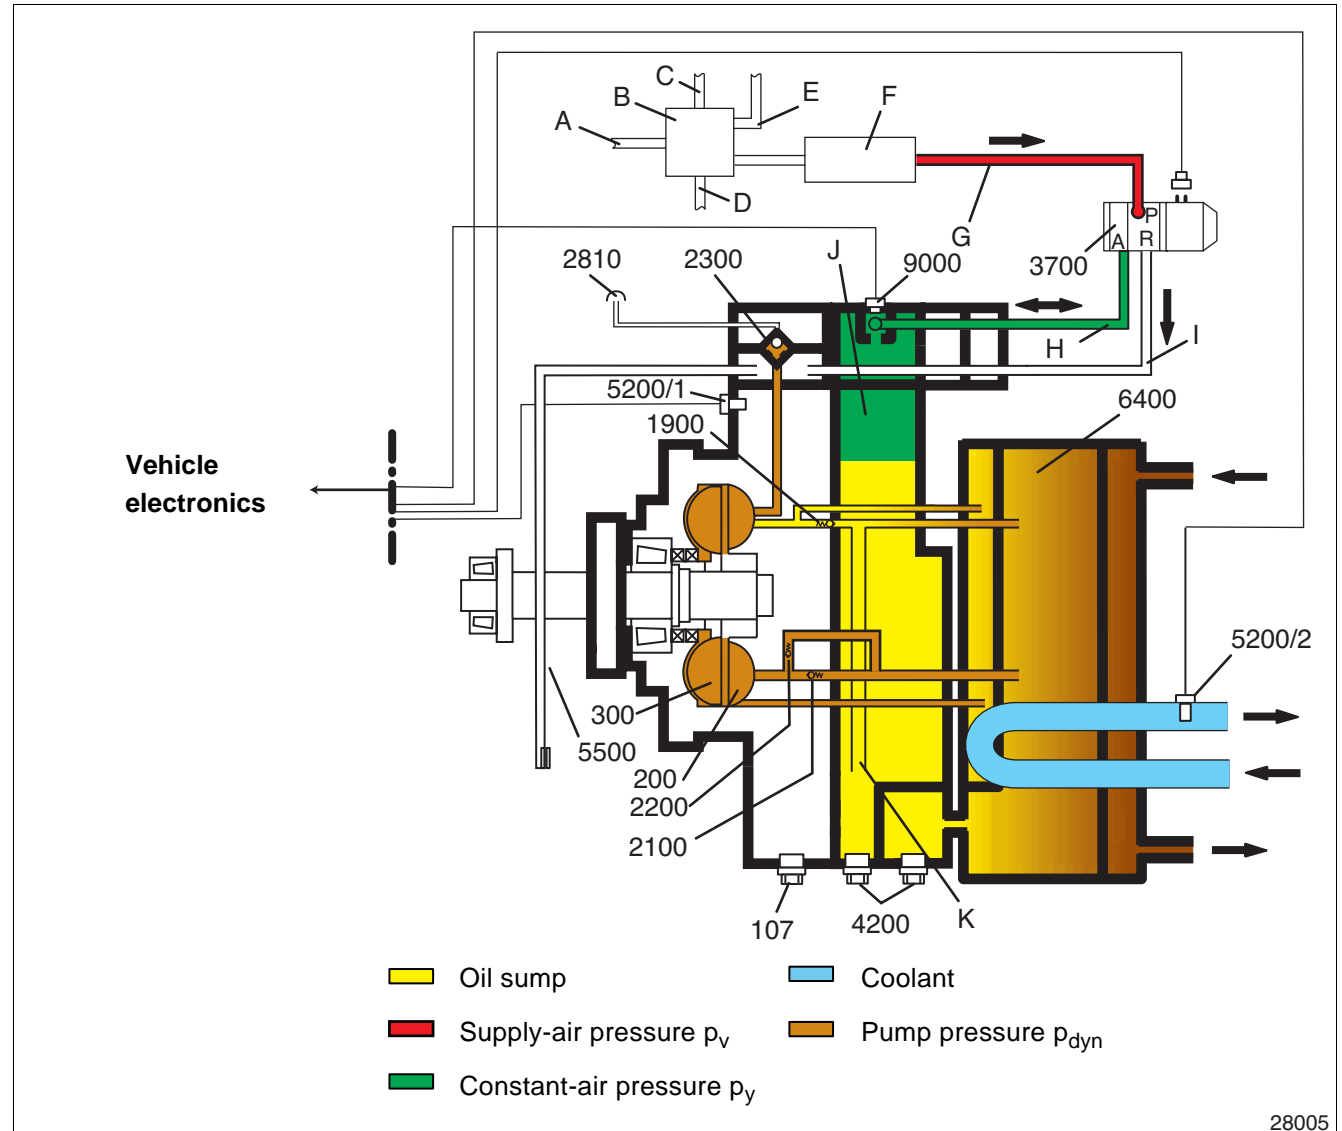 C
B
E
F
A
D
P
A
R
G
J
2810
2300
9000
3700
H
I
5200/1
1900
6400
Vehicle
electronics
5200/2
300
5500
200
2200
2100
107
4200
K
Oil sump
Coolant
Supply-air pressure pv
Pump pressure pdyn
Constant-air pressure py
28005